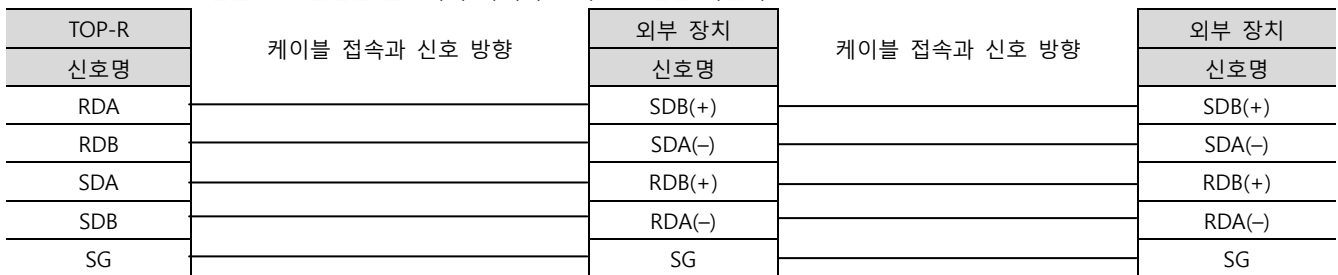 TOP-R 케이블 접속과 신호 방향 외부 장치 케이블 접속과 신호 방향 외부 장치
신호명 신호명 신호명
RDA SDB(+) SDB(+)
RDB SDA(–) SDA(–)
SDA RDB(+) RDB(+)
SDB RDA(–) RDA(–)
SG SG SG